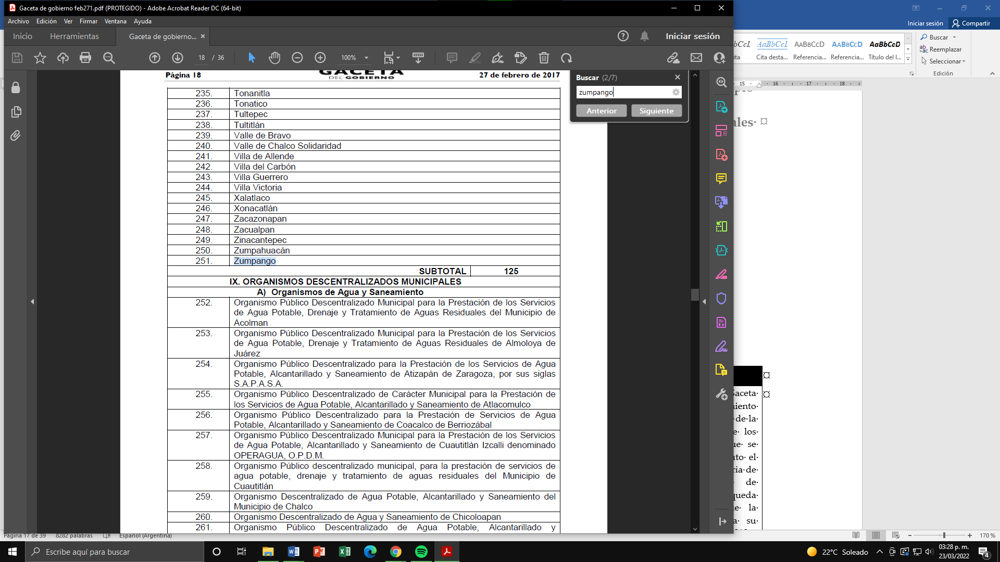 Gaceta de gobierno feb271.pdf (PROTEGIDO) - Adobe Acrobat Reader DC (64-bit)
Archivo Edición Ver Firmar Ventana Ayuda
Inicio Herramientas Gaceta de gobierno... × Iniciar sesión
18 / 36 100%
Página 18 GACETA DEL GOBIERNO 27 de febrero de 2017
235. Tonanitla
236. Tonatico
237. Tultepec
238. Tultitlán
239. Valle de Bravo
240. Valle de Chalco Solidaridad
241. Villa de Allende
242. Villa del Carbón
243. Villa Guerrero
244. Villa Victoria
245. Xalatlaco
246. Xonacatlán
247. Zacazonapan
248. Zacualpan
249. Zinacantepec
250. Zumpahuacán
251. Zumpango
SUBTOTAL 125
IX. ORGANISMOS DESCENTRALIZADOS MUNICIPALES
A) Organismos de Agua y Saneamiento
252. Organismo Público Descentralizado Municipal para la Prestación de los Servicios
de Agua Potable, Drenaje y Tratamiento de Aguas Residuales del Municipio de
Acolman
253. Organismo Público Descentralizado Municipal para la Prestación de los Servicios
de Agua Potable, Drenaje y Tratamiento de Aguas Residuales de Almoloya de
Juárez
254. Organismo Público Descentralizado para la Prestación de los Servicios de Agua
Potable, Alcantarillado y Saneamiento de Atizapán de Zaragoza, por sus siglas
S.A.P.A.S.A.
255. Organismo Público Descentralizado de Carácter Municipal para la Prestación de
los Servicios de Agua Potable, Alcantarillado y Saneamiento de Atlacomulco
256. Organismo Público Descentralizado para la Prestación de Servicios de Agua
Potable, Alcantarillado y Saneamiento de Coacalco de Berriozábal
257. Organismo Público Descentralizado Municipal para la Prestación de los Servicios
de Agua Potable, Alcantarillado y Saneamiento de Cuautitlán Izcalli denominado
OPERAGUA, O.P.D.M.
258. Organismo Público descentralizado municipal, para la prestación de servicios de
agua potable, drenaje y tratamiento de aguas residuales del Municipio de
Cuautitlán
259. Organismo Descentralizado de Agua Potable, Alcantarillado y Saneamiento del
Municipio de Chalco
260. Organismo Descentralizado de Agua y Saneamiento de Chicoloapan
261. Organismo Público Descentralizado de Agua Potable, Alcantarillado y
Buscar (2/7)
zumpango
Anterior Siguiente
Iniciar sesión Compartir
AaBbCcD AaBbCcD AaBbCcD
Cita desta... Referencia... Referencia... Título del l...
Buscar
Reemplazar
Seleccionar
Edición
15 16 17 18
ales·
Gaceta·
iento·
de·la·
los·
se·
el·
de·
de·
queda·
la·
su·
Página 17 de 39 8282 palabras Español (Argentina) 170 %
Escribe aquí para buscar
22°C Soleado
03:28 p. m.
23/03/2022
4